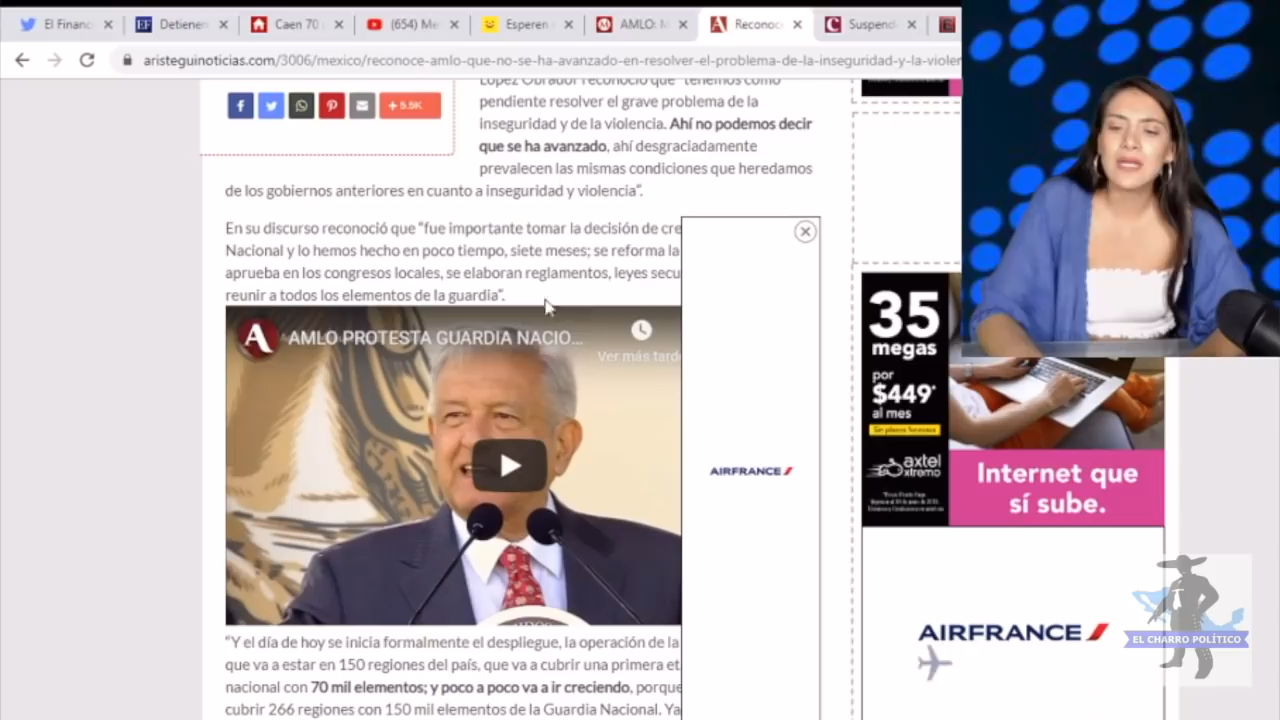 El Financ
Detiener
Caen 70
(654) Me
Esperen
AMLO: M
Reconoc
Suspend
aristeguinoticias.com/3006/mexico/reconoce-amlo-que-no-se-ha-avanzado-en-resolver-el-problema-de-la-inseguridad-y-la-violen
López Obrador reconoció que "tenemos como
pendiente resolver el grave problema de la
inseguridad y de la violencia. Ahí no podemos decir
que se ha avanzado, ahí desgraciadamente
prevalecen las mismas condiciones que heredamos
de los gobiernos anteriores en cuanto a inseguridad y violencia".
+ 5.5K
En su discurso reconoció que "fue importante tomar la decisión de cre
Nacional y lo hemos hecho en poco tiempo, siete meses; se reforma la
aprueba en los congresos locales, se elaboran reglamentos, leyes secu
reunir a todos los elementos de la guardia".
A AMLO PROTESTA GUARDIA NACIO...
Ver más tarde
"Y el día de hoy se inicia formalmente el despliegue, la operación de la
que va a estar en 150 regiones del país, que va a cubrir una primera et
nacional con 70 mil elementos; y poco a poco va a ir creciendo, porque
cubrir 266 regiones con 150 mil elementos de la Guardia Nacional. Ya
AIRFRANCE
35
megas
por
$449*
al mes
Sin plazos forzosos
axtel
xtremo
Internet que
sí sube.
AIRFRANCE
EL CHARRO POLÍTICO